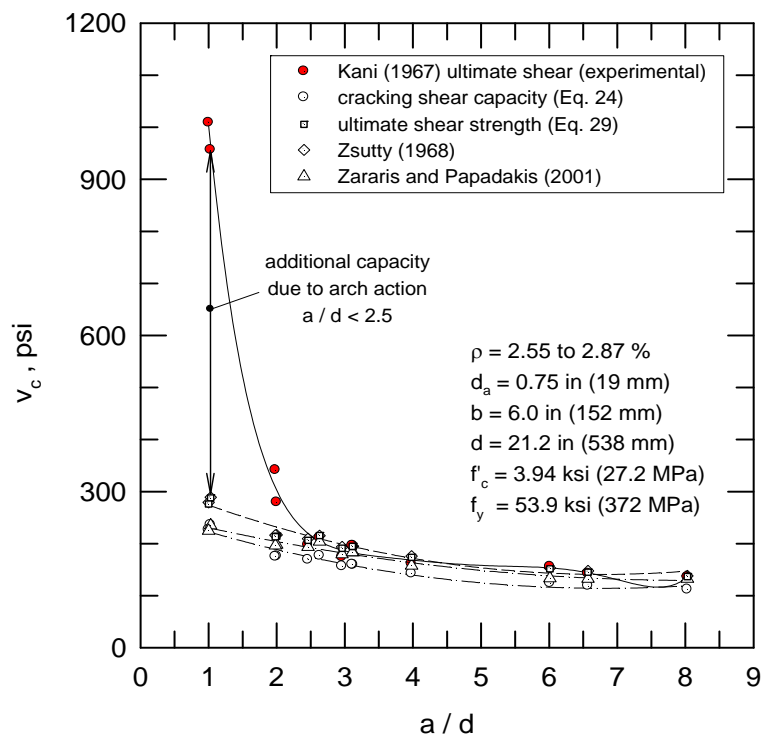 1200
900
600
300
0
v_c , psi
Kani (1967) ultimate shear (experimental)
cracking shear capacity (Eq. 24)
ultimate shear strength (Eq. 29)
Zsutty (1968)
Zararis and Papadakis (2001)
additional capacity
due to arch action
a / d < 2.5
ρ = 2.55 to 2.87 %
d_a = 0.75 in (19 mm)
b = 6.0 in (152 mm)
d = 21.2 in (538 mm)
f'_c = 3.94 ksi (27.2 MPa)
f_y = 53.9 ksi (372 MPa)
0 1 2 3 4 5 6 7 8 9
a / d